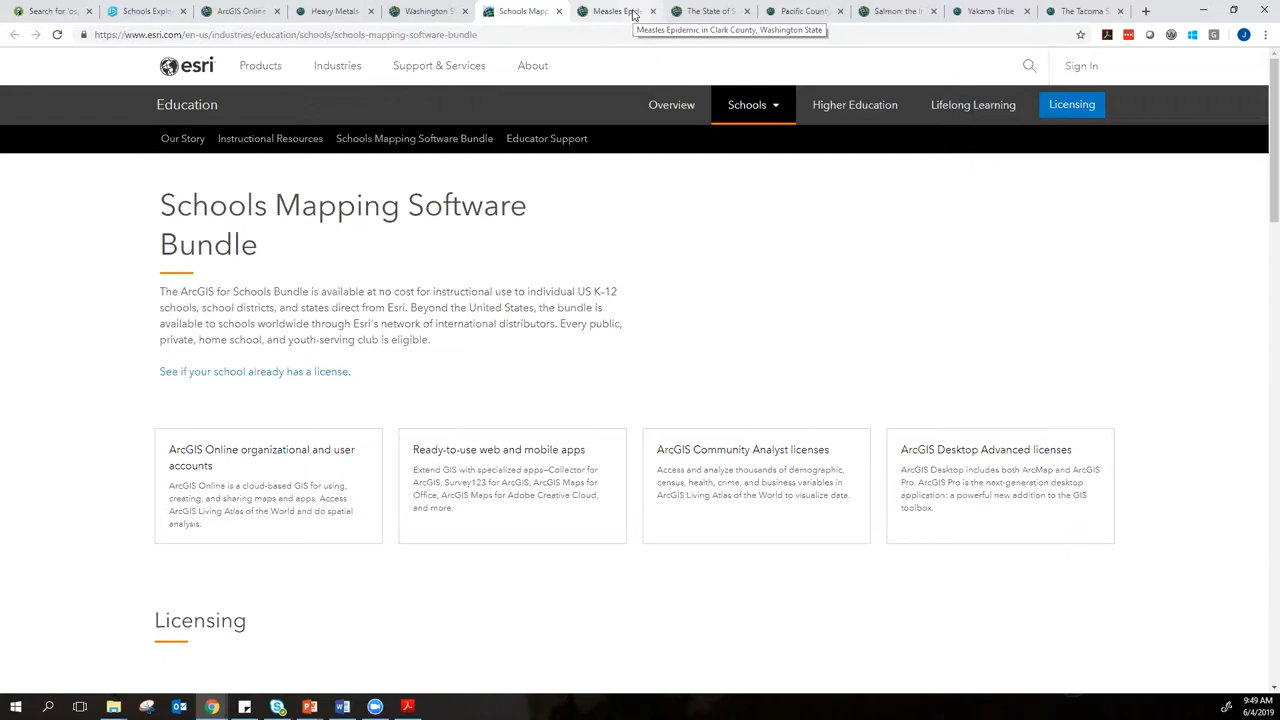 Search for 'os
Schools Explo
ArcGIS Online
Heavy Metals
Washington S
Schools Mapp
Measles Epid
The State of S
Pacific County
Salmon: the Ir
Yakama Tribe
The Tacoma S
https://www.esri.com/en-us/industries/education/schools/schools-mapping-software-bundle
Measles Epidemic in Clark County, Washington State
esri Products Industries Support & Services About Sign In
Education Overview Schools Higher Education Lifelong Learning Licensing
Our Story Instructional Resources Schools Mapping Software Bundle Educator Support
Schools Mapping Software
Bundle
The ArcGIS for Schools Bundle is available at no cost for instructional use to individual US K–12
schools, school districts, and states direct from Esri. Beyond the United States, the bundle is
available to schools worldwide through Esri's network of international distributors. Every public,
private, home school, and youth-serving club is eligible.
See if your school already has a license.
ArcGIS Online organizational and user
accounts
ArcGIS Online is a cloud-based GIS for using,
creating, and sharing maps and apps. Access
ArcGIS Living Atlas of the World and do spatial
analysis.
Ready-to-use web and mobile apps
Extend GIS with specialized apps—Collector for
ArcGIS, Survey123 for ArcGIS, ArcGIS Maps for
Office, ArcGIS Maps for Adobe Creative Cloud,
and more.
ArcGIS Community Analyst licenses
Access and analyze thousands of demographic,
census, health, crime, and business variables in
ArcGIS Living Atlas of the World to visualize data.
ArcGIS Desktop Advanced licenses
ArcGIS Desktop includes both ArcMap and ArcGIS
Pro. ArcGIS Pro is the next-generation desktop
application: a powerful new addition to the GIS
toolbox.
Licensing
9:49 AM
6/4/2019